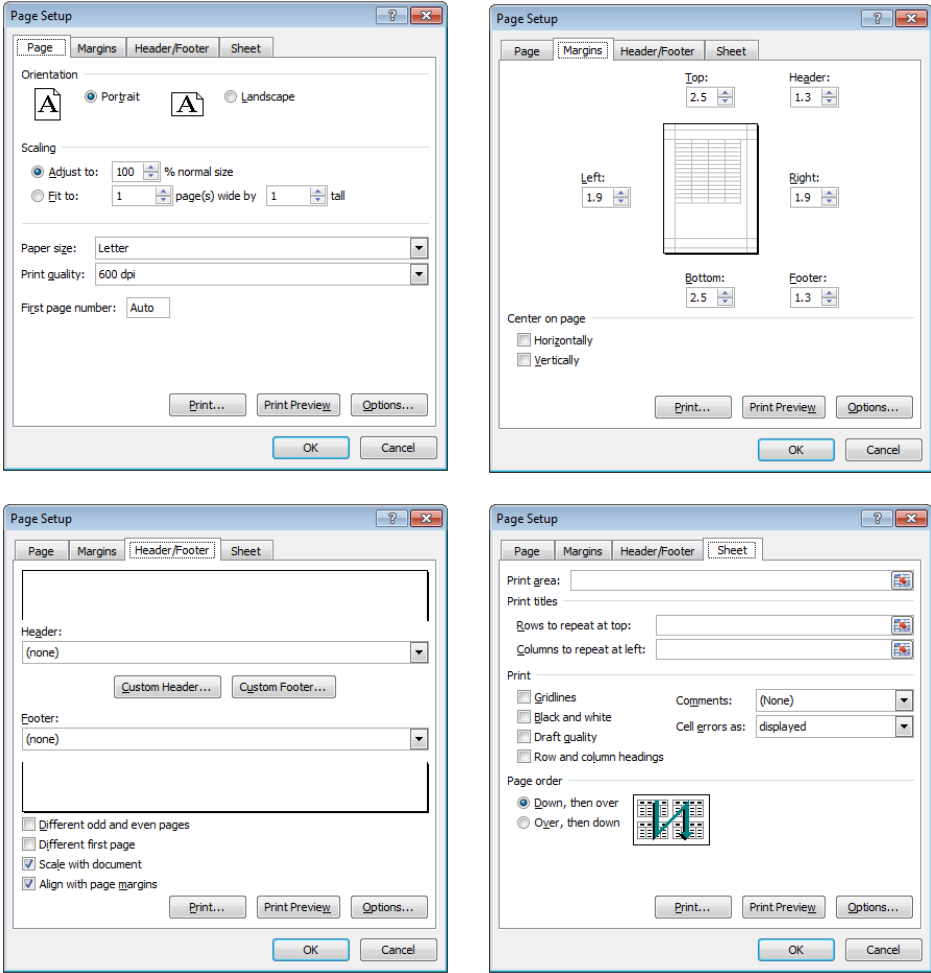 Page Setup
Page Margins Header/Footer Sheet
Orientation
A Portrait A Landscape
Scaling
Adjust to: 100 % normal size
Fit to: 1 page(s) wide by 1 tall
Paper size: Letter
Print quality: 600 dpi
First page number: Auto
Print... Print Preview Options...
OK Cancel
Page Setup
Page Margins Header/Footer Sheet
Top: Header:
2.5 1.3
Left: Right:
1.9 1.9
Bottom: Footer:
2.5 1.3
Center on page
Horizontally
Vertically
Print... Print Preview Options...
OK Cancel
Page Setup
Page Margins Header/Footer Sheet
Header:
(none)
Custom Header... Custom Footer...
Footer:
(none)
Different odd and even pages
Different first page
Scale with document
Align with page margins
Print... Print Preview Options...
OK Cancel
Page Setup
Page Margins Header/Footer Sheet
Print area:
Print titles
Rows to repeat at top:
Columns to repeat at left:
Print
Gridlines Comments: (None)
Black and white
Cell errors as: displayed
Draft quality
Row and column headings
Page order
Down, then over
Over, then down
Print... Print Preview Options...
OK Cancel